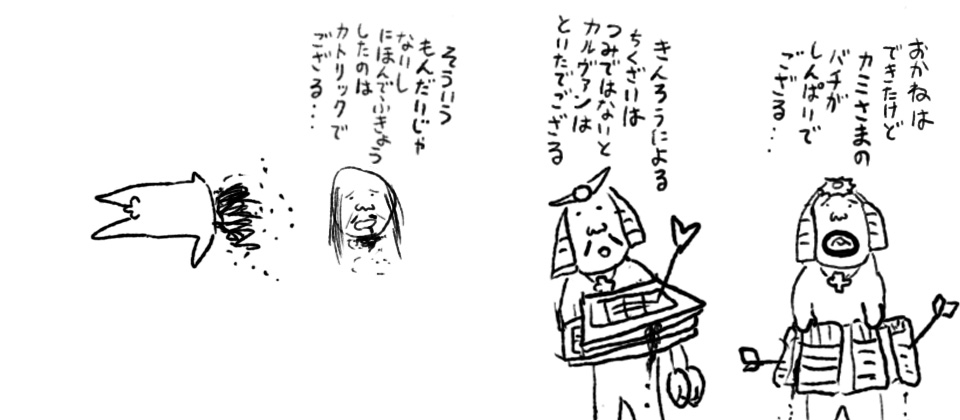 おかねは
できたけど
カミさまの
バチが
しんぱいで
ござる・・・
きんろうによる
ちくざいは
つみではないと
カルヴァンは
といたでござる
そういう
もんだいじゃ
ないし
にほんでふきょう
したのは
カトリックで
ござる・・・